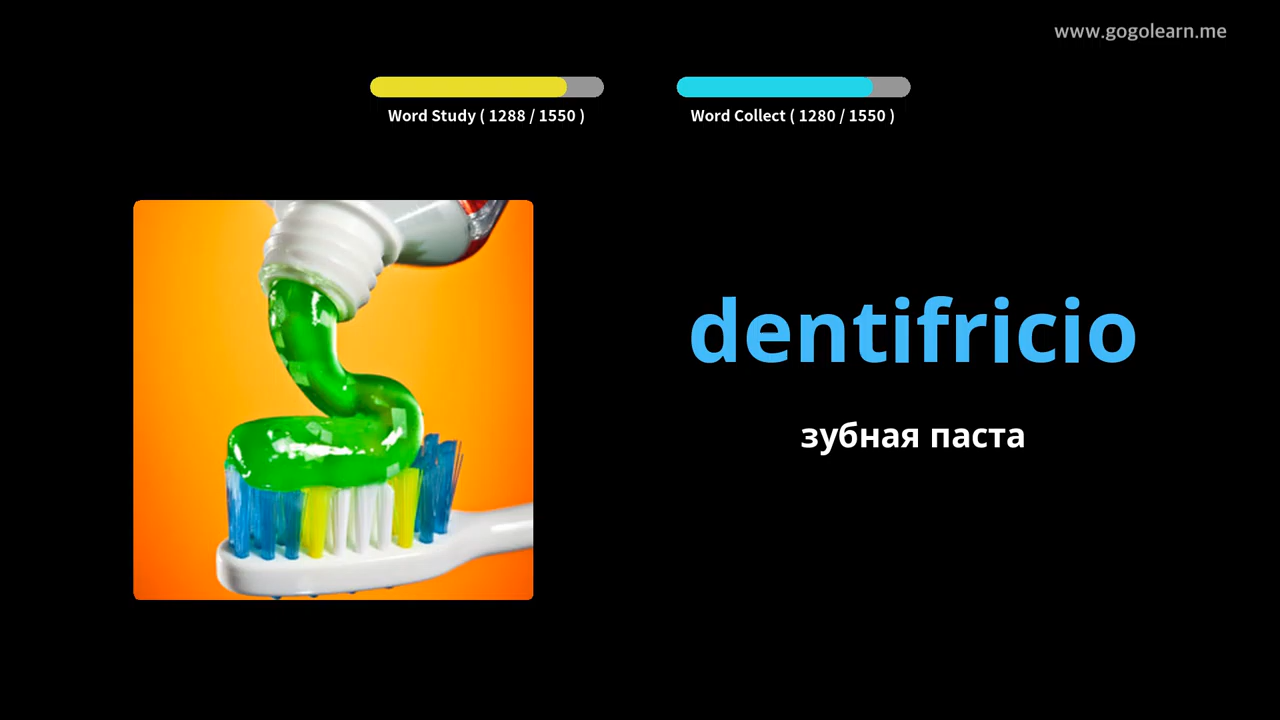 www.gogolearn.me
Word Study ( 1288 / 1550 )
Word Collect ( 1280 / 1550 )
dentifricio
зубная паста